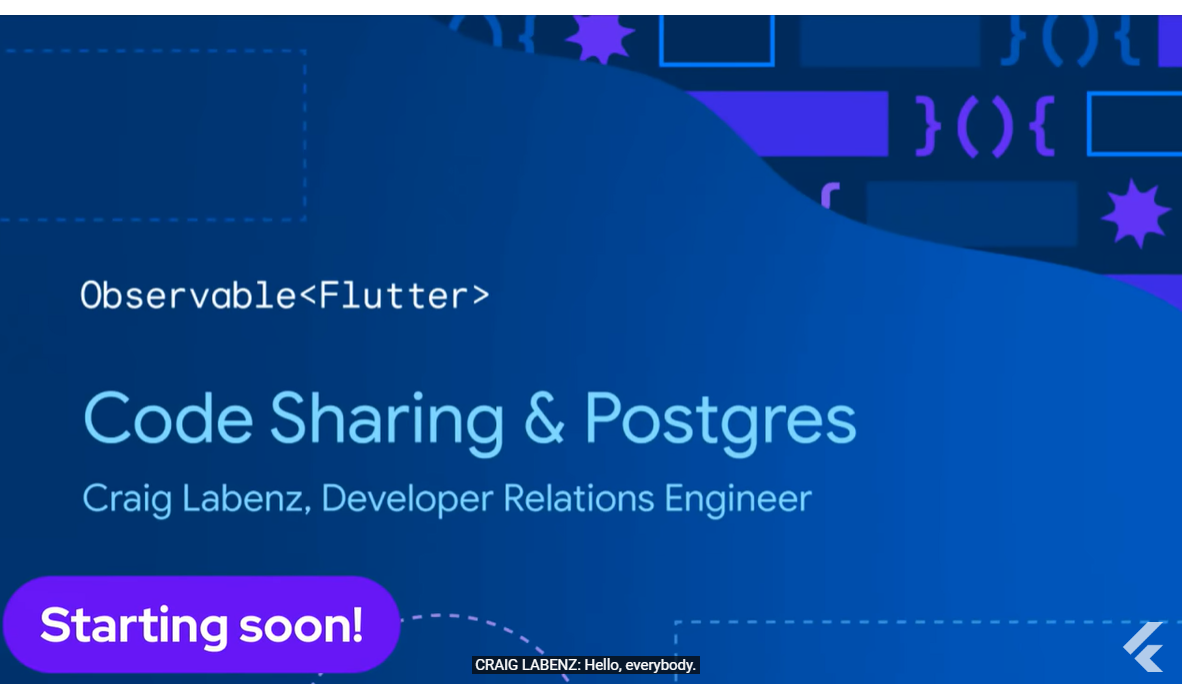 }(){
}(){
Observable<Flutter>
Code Sharing & Postgres
Craig Labenz, Developer Relations Engineer
Starting soon!
CRAIG LABENZ: Hello, everybody.